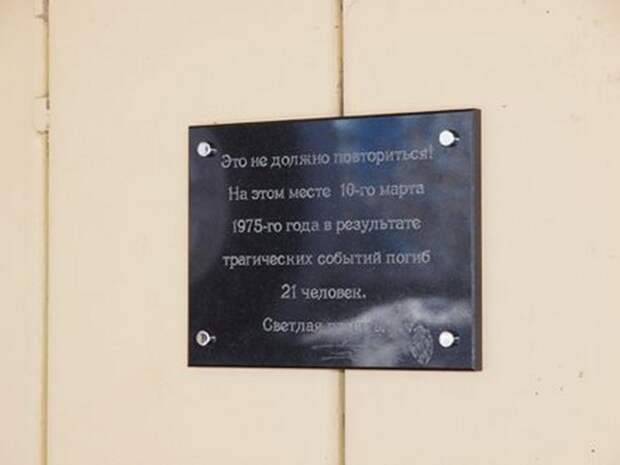 Это не должно повториться!
На этом месте 10-го марта
1975-го года в результате
трагических событий погиб
21 человек.
Светлая память